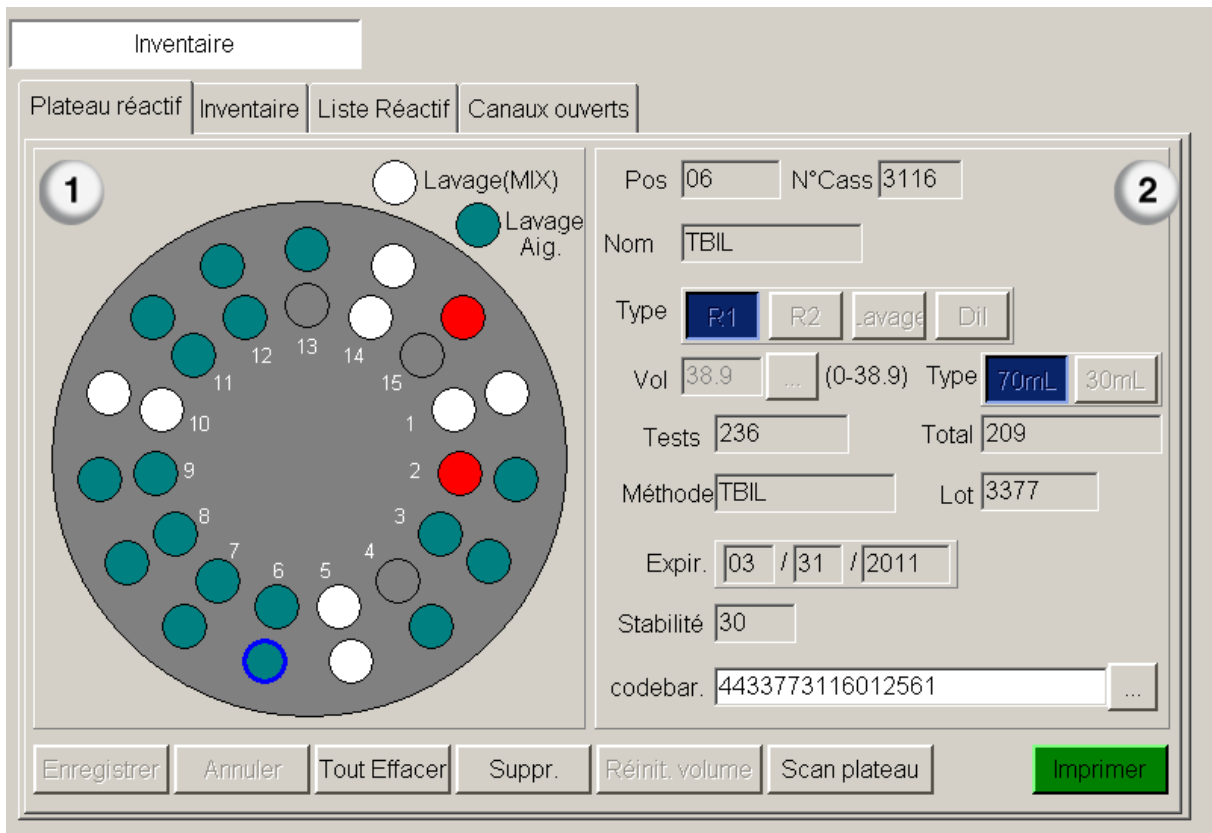 Inventaire
Plateau réactif Inventaire Liste Réactif Canaux ouverts
1
Lavage(MIX)
Lavage
Aig.
13
12 14
11 15
10 1
9 2
8 3
7 4
6 5
2
Pos 06 N°Cass 3116
Nom TBIL
Type R1 R2 Lavage Dil
Vol 38.9 ... (0-38.9) Type 70mL 30mL
Tests 236 Total 209
Méthode TBIL Lot 3377
Expir. 03 / 31 / 2011
Stabilité 30
codebar. 4433773116012561 ...
Enregistrer Annuler Tout Effacer Suppr. Réinit. volume Scan plateau Imprimer